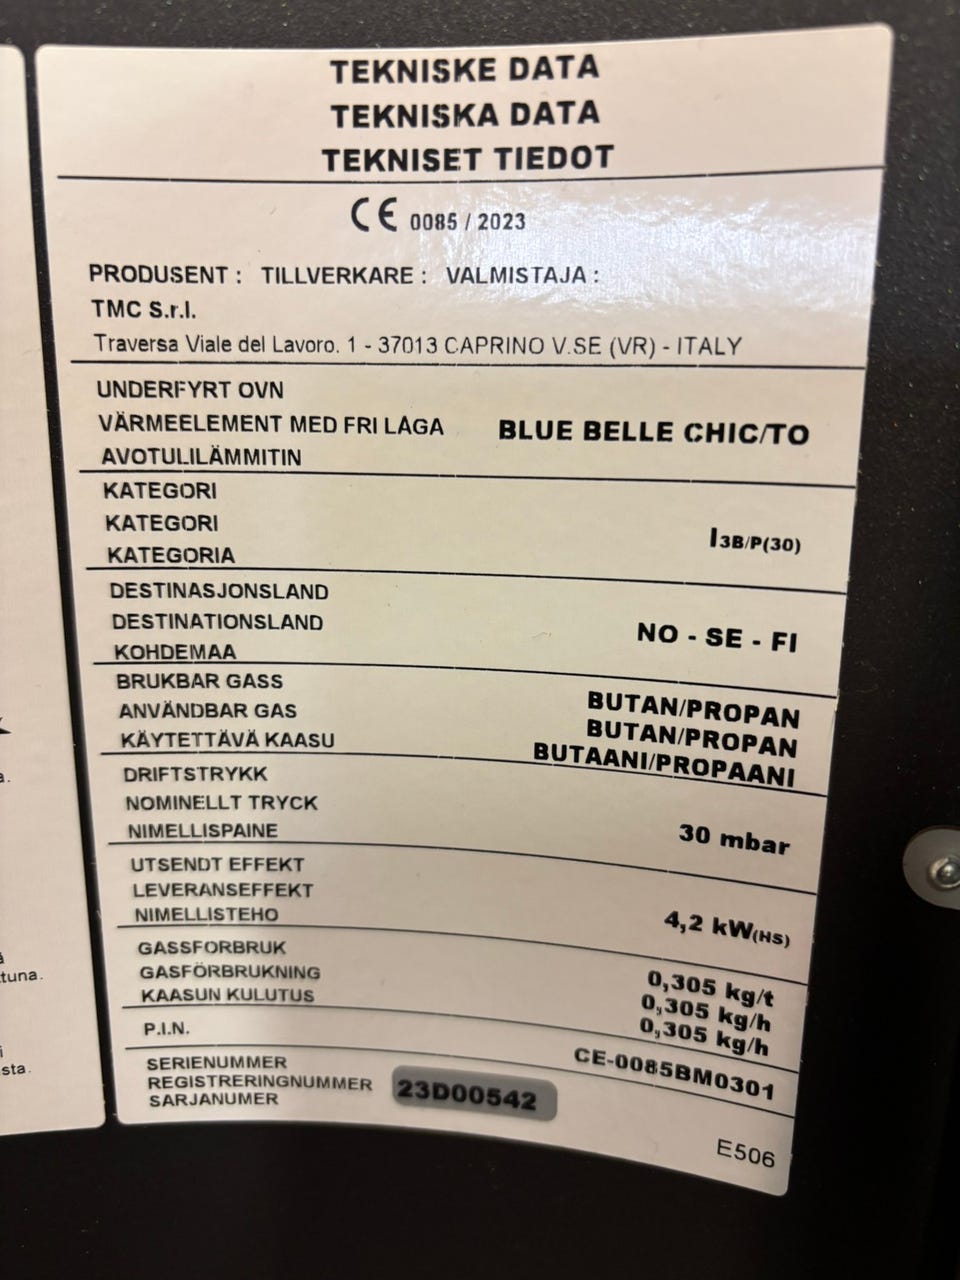 TEKNISKE DATA
TEKNISKA DATA
TEKNISET TIEDOT
CE 0085 / 2023
PRODUSENT : TILLVERKARE : VALMISTAJA :
TMC S.r.l.
Traversa Viale del Lavoro. 1 - 37013 CAPRINO V.SE (VR) - ITALY
UNDERFYRT OVN
VÄRMEELEMENT MED FRI LÅGA
AVOTULILÄMMITIN
BLUE BELLE CHIC/TO
KATEGORI
KATEGORI
KATEGORIA
I3B/P(30)
DESTINASJONSLAND
DESTINATIONSLAND
KOHDEMAA
NO - SE - FI
BRUKBAR GASS
ANVÄNDBAR GAS
KÄYTETTÄVÄ KAASU
BUTAN/PROPAN
BUTAN/PROPAN
BUTAANI/PROPAANI
DRIFTSTRYKK
NOMINELLT TRYCK
NIMELLISPAINE
30 mbar
UTSENDT EFFEKT
LEVERANSEFFEKT
NIMELLISTEHO
4,2 kW(HS)
GASSFORBRUK
GASFÖRBRUKNING
KAASUN KULUTUS
0,305 kg/t
0,305 kg/h
0,305 kg/h
P.I.N.
CE-0085BM0301
SERIENUMMER
REGISTRERINGNUMMER
SARJANUMER
23D00542
E506